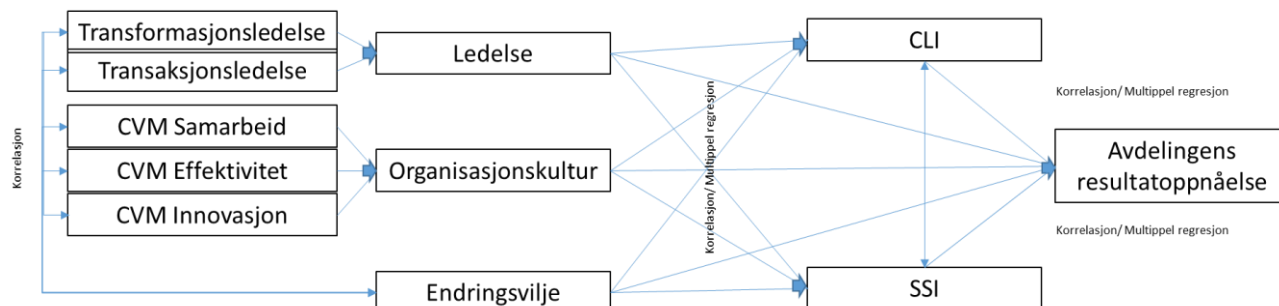 Korrelasjon
Transformasjonsledelse
Transaksjonsledelse
CVM Samarbeid
CVM Effektivitet
CVM Innovasjon
Ledelse
Organisasjonskultur
Endringsvilje
Korrelasjon/ Multippel regresjon
CLI
SSI
Korrelasjon/ Multippel regresjon
Avdelingens
resultatoppnåelse
Korrelasjon/ Multippel regresjon